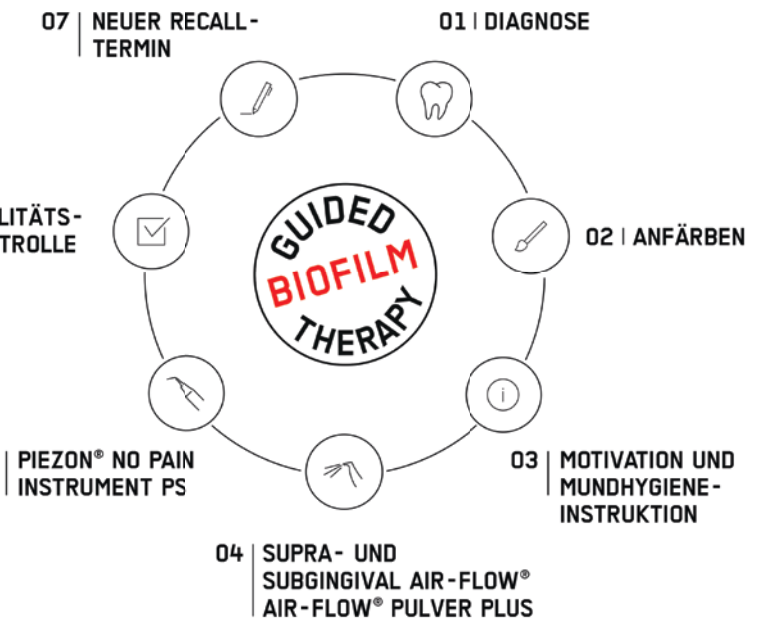 07 | NEUER RECALL-
TERMIN
01 | DIAGNOSE
LITÄTS-
TROLLE
GUIDED
BIOFILM
THERAPY
02 | ANFÄRBEN
PIEZON® NO PAIN
INSTRUMENT PS
03 | MOTIVATION UND
MUNDHYGIENE-
INSTRUKTION
i
04 | SUPRA- UND
SUBGINGIVAL AIR-FLOW®
AIR-FLOW® PULVER PLUS